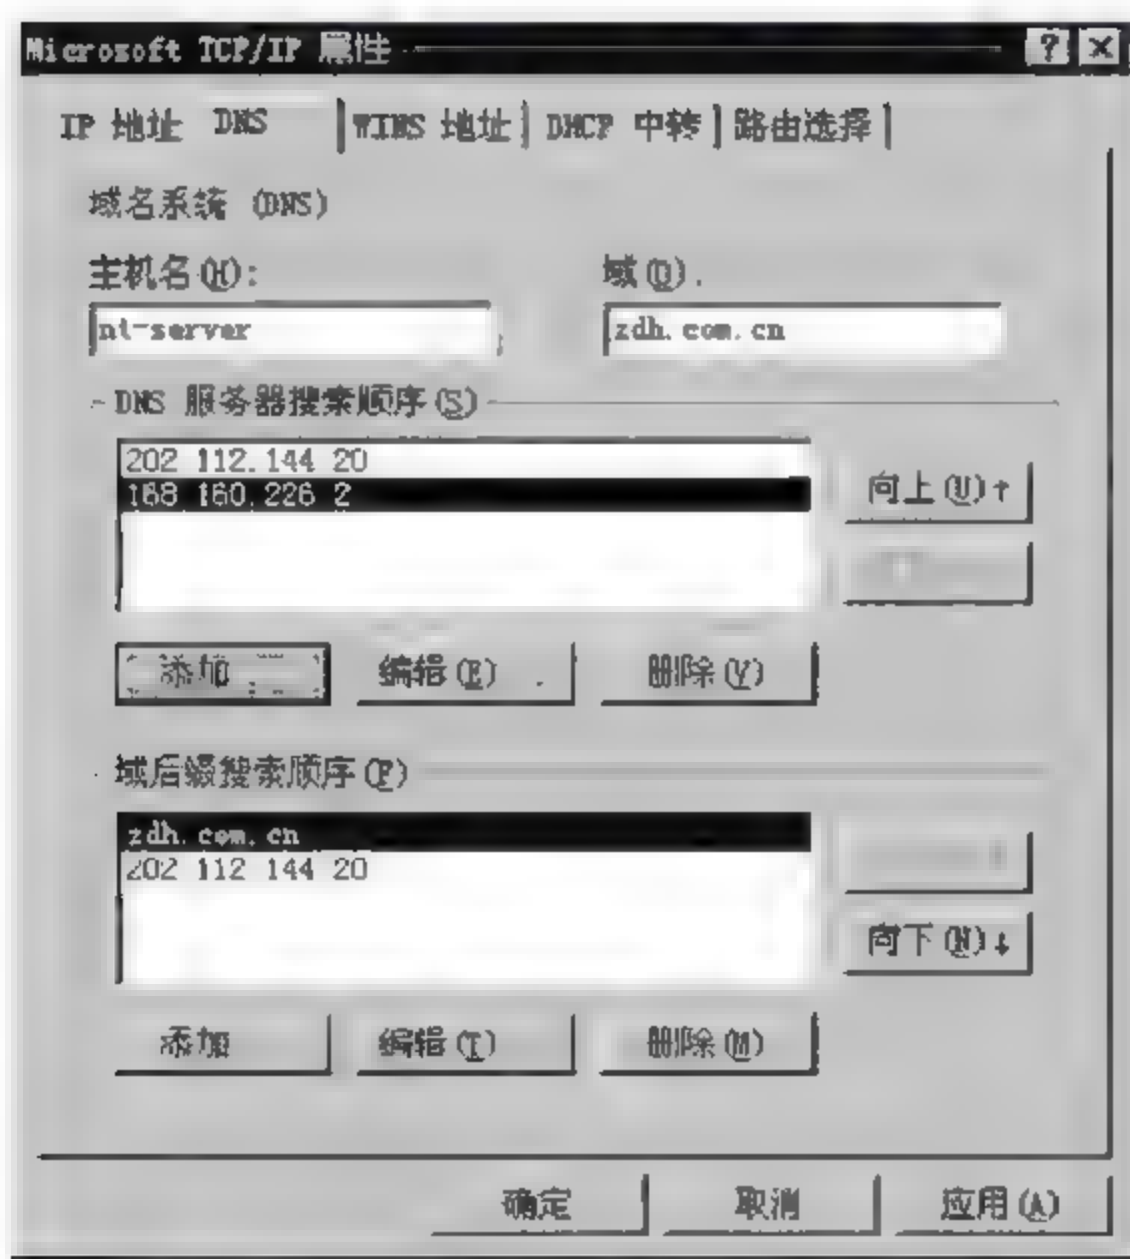 Microsoft TCP/IP 属性
IP 地址 DNS WINS 地址 DHCP 中转 路由选择
域名系统 (DNS)
主机名(H): 域(D).
nt-server zdh.com.cn
DNS 服务器搜索顺序(S)
202 112.144 20
168 160.226 2
向上(U)↑
添加 编辑(E) 删除(V)
域后缀搜索顺序(F)
zdh.com.cn
202 112 144 20
向下(N)↓
添加 编辑(T) 删除(M)
确定 取消 应用(A)